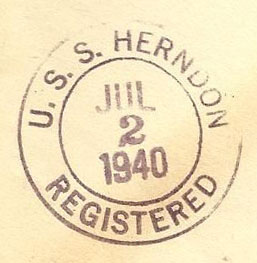 U. S. S. HERNDON
JUL
2
1940
REGISTERED